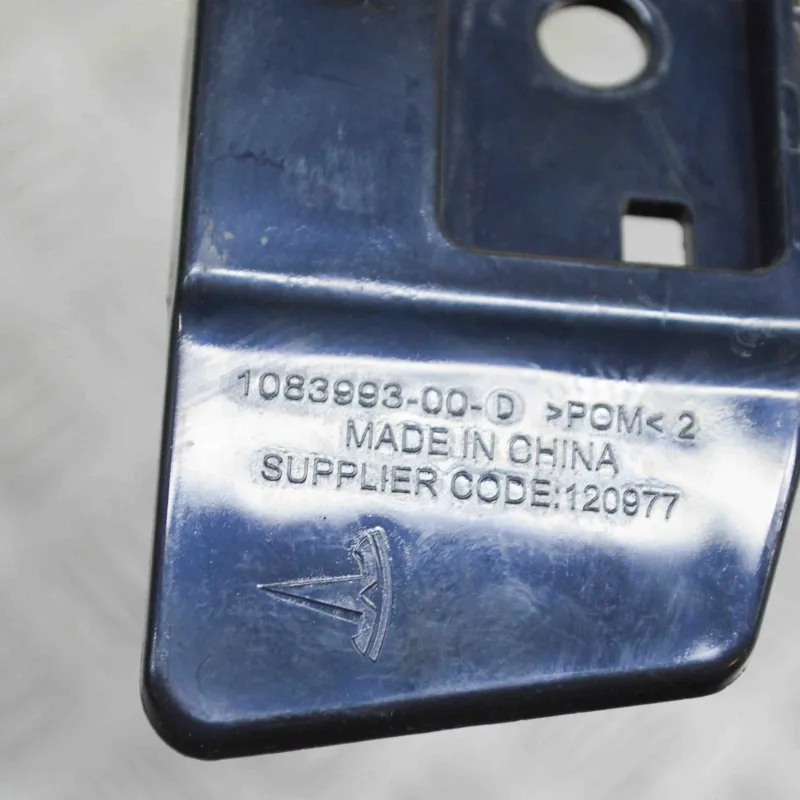 1083993-00-D >POM< 2
MADE IN CHINA
SUPPLIER CODE:120977